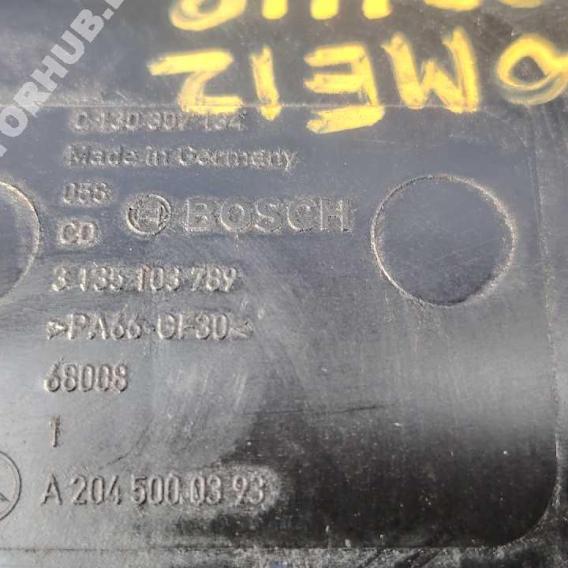 OME12
0 130 307 134
Made in Germany
058
CD
BOSCH
3 135 103 789
>PA66-GF30<
68008
1
A 204 500 03 93